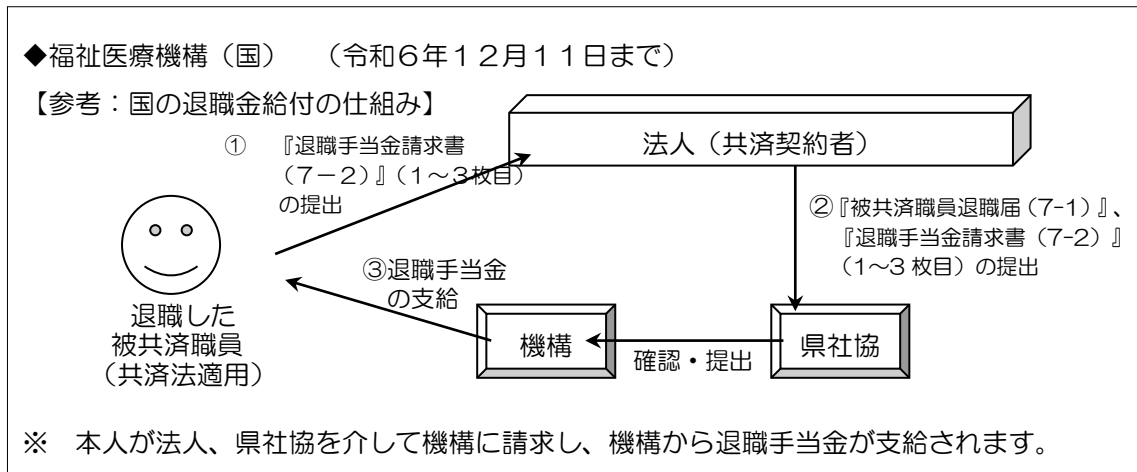 ◆福祉医療機構（国）　（令和６年１２月１１日まで）
【参考：国の退職金給付の仕組み】
法人（共済契約者）
①　『退職手当金請求書
（７－２）』（１～３枚目）
の提出
②『被共済職員退職届（7-1）』、
『退職手当金請求書（7-2）』
（1～3 枚目）の提出
③退職手当金
の支給
退職した
被共済職員
（共済法適用）
機構
確認・提出
県社協
※　本人が法人、県社協を介して機構に請求し、機構から退職手当金が支給されます。